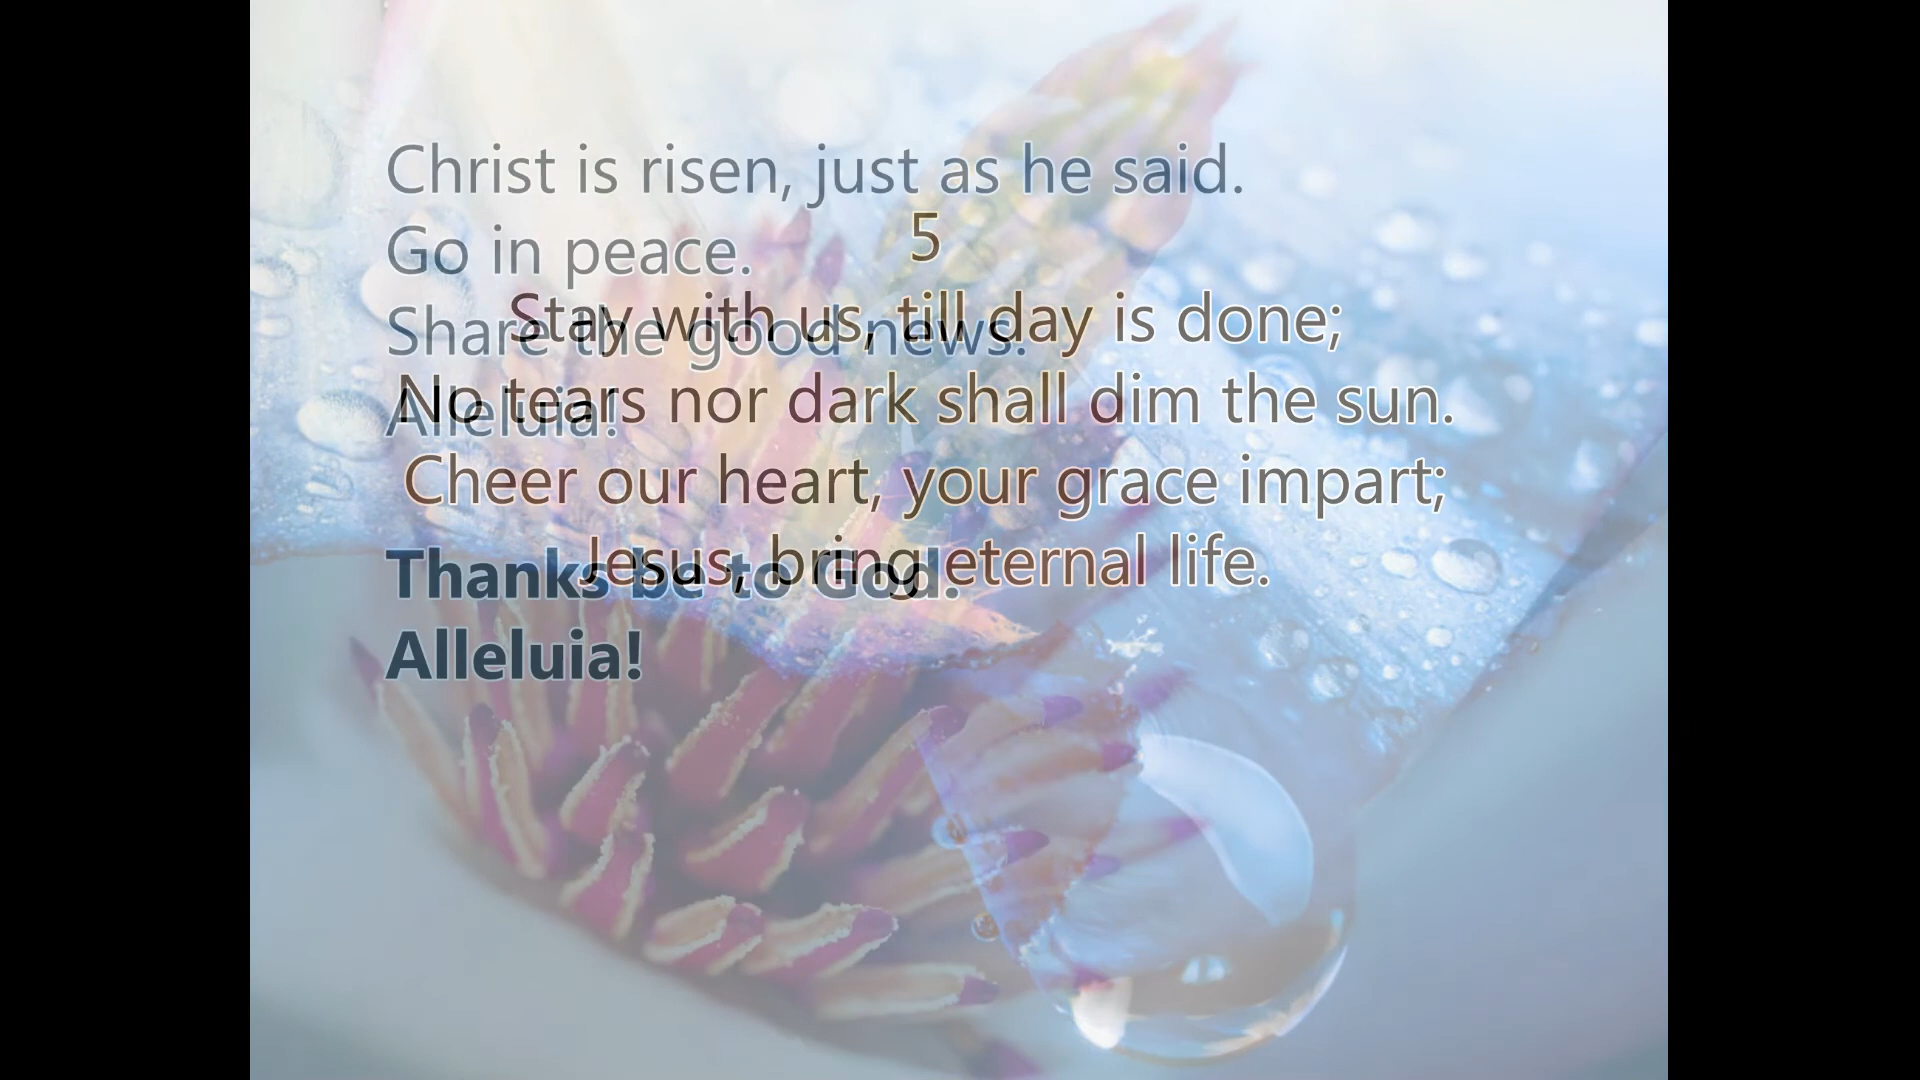 Christ is risen, just as he said.
Go in peace.
Share the good news.
Alleluia!
Thanks be to God.
Alleluia!
5
Stay with us, till day is done;
No tears nor dark shall dim the sun.
Cheer our heart, your grace impart;
Jesus, bring eternal life.